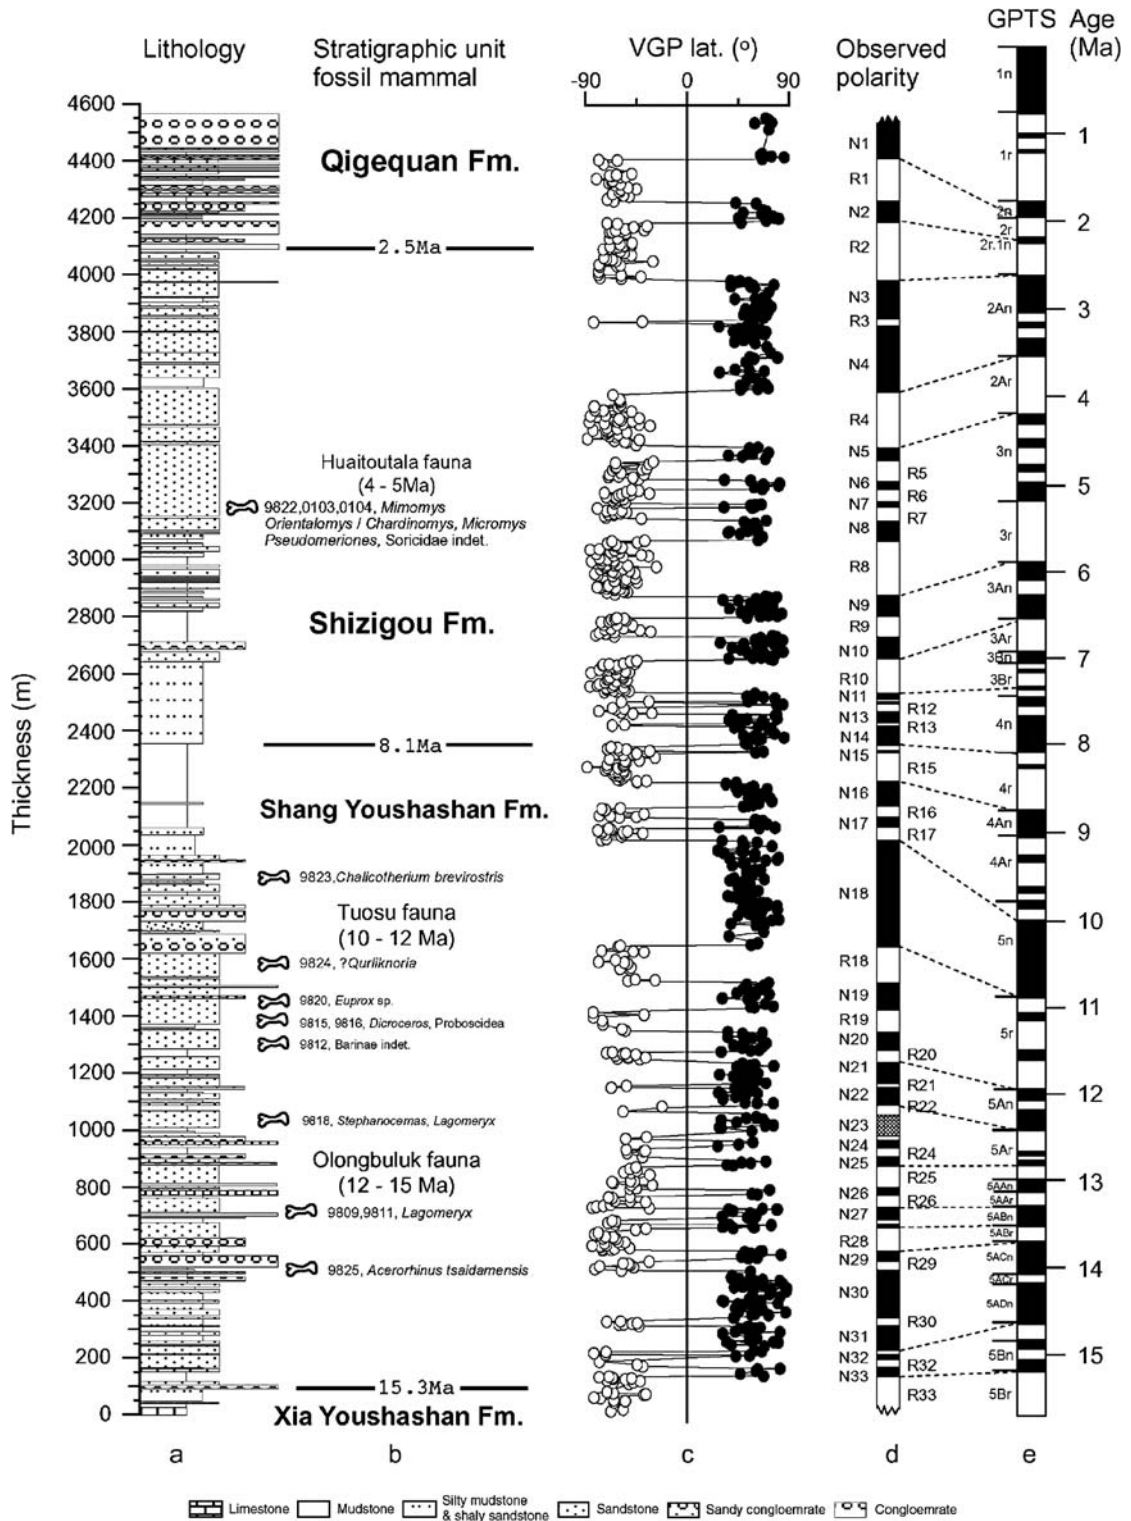 Lithology
Stratigraphic unit
fossil mammal
VGP lat. (º)
Observed
polarity
GPTS
Age
(Ma)
-90 0 90
Thickness (m)
4600
4400
4200
4000
3800
3600
3400
3200
3000
2800
2600
2400
2200
2000
1800
1600
1400
1200
1000
800
600
400
200
0
Qigequan Fm.
2.5Ma
Huaitoutala fauna
(4 - 5Ma)
9822,0103,0104, Mimomys
Orientalomys / Chardinomys, Micromys
Pseudomeriones, Soricidae indet.
Shizigou Fm.
8.1Ma
Shang Youshashan Fm.
9823,Chalicotherium brevirostris
Tuosu fauna
(10 - 12 Ma)
9824, ?Qurliknoria
9820, Euprox sp.
9815, 9816, Dicroceros, Proboscidea
9812, Barinae indet.
9818, Stephanocemas, Lagomeryx
Olongbuluk fauna
(12 - 15 Ma)
9809,9811, Lagomeryx
9825, Acerorhinus tsaidamensis
15.3Ma
Xia Youshashan Fm.
N1
R1
N2
R2
N3
R3
N4
R4
N5
R5
N6
R6
N7
R7
N8
R8
N9
R9
N10
R10
N11
R12
N13
R13
N14
N15
R15
N16
R16
N17
R17
N18
R18
N19
R19
N20
R20
N21
R21
N22
R22
N23
N24
R24
N25
R25
N26
R26
N27
R28
N29
R29
N30
R30
N31
N32
R32
N33
R33
1n
1r
2n
2r
2r.1n
2An
2Ar
3n
3r
3An
3Ar
3Bn
3Br
4n
4r
4An
4Ar
5n
5r
5An
5Ar
5AAn
5AAr
5ABn
5ABr
5ACn
5ACr
5ADn
5Bn
5Br
1
2
3
4
5
6
7
8
9
10
11
12
13
14
15
a b c d e
Limestone
Mudstone
Silty mudstone
& shaly sandstone
Sandstone
Sandy congloemrate
Congloemrate